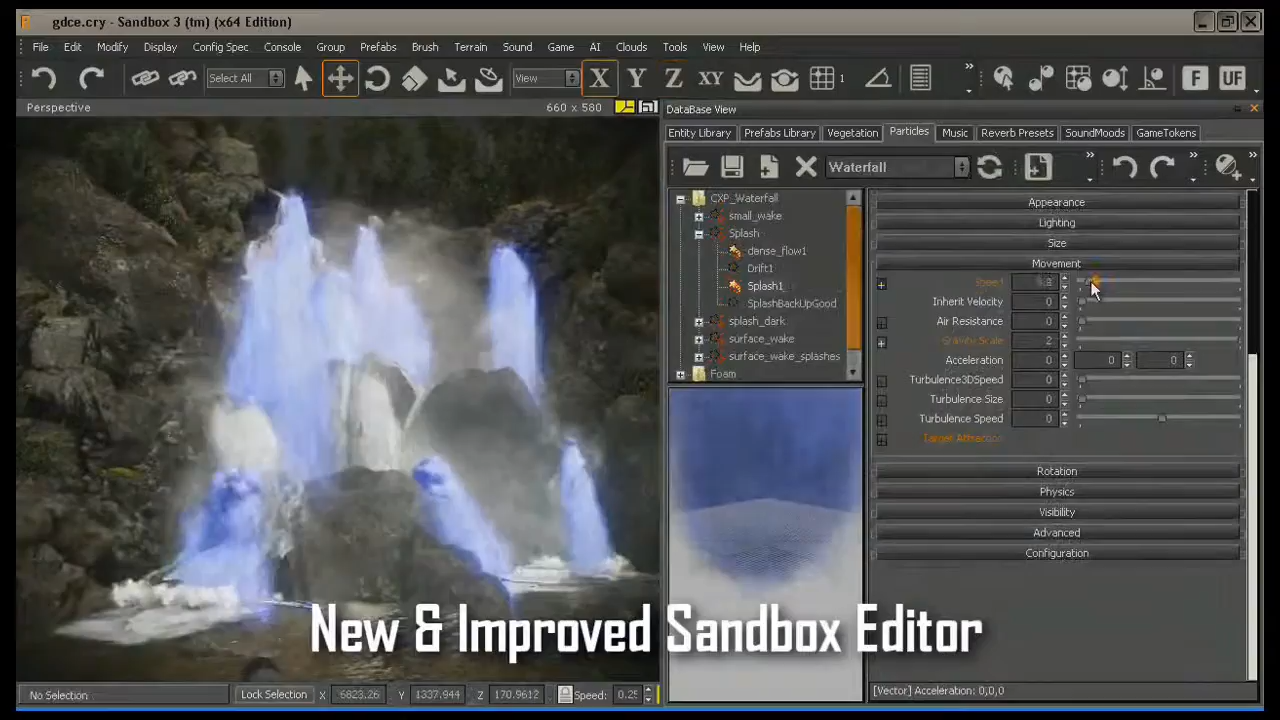 gdce.cry - Sandbox 3 (tm) (x64 Edition)
File Edit Modify Display Config Spec Console Group Prefabs Brush Terrain Sound Game AI Clouds Tools View Help
Select All View X Y Z XY 1 F UF
Perspective 660 x 580
DataBase View
Entity Library Prefabs Library Vegetation Particles Music Reverb Presets SoundMoods GameTokens
Waterfall
CXP_Waterfall
small_wake
Splash
dense_flow1
Drift1
Splash1
SplashBackUpGood
splash_dark
surface_wake
surface_wake_splashes
Foam
Appearance
Lighting
Size
Movement
Speed
Inherit Velocity 0
Air Resistance 0
Gravity Scale 2
Acceleration 0 0 0
Turbulence3DSpeed 0
Turbulence Size 0
Turbulence Speed 0
Target Attraction
Rotation
Physics
Visibility
Advanced
Configuration
New & Improved Sandbox Editor
No Selection Lock Selection X 6823.26 Y 1337.944 Z 170.9612 Speed: 0.25
[Vector] Acceleration: 0,0,0